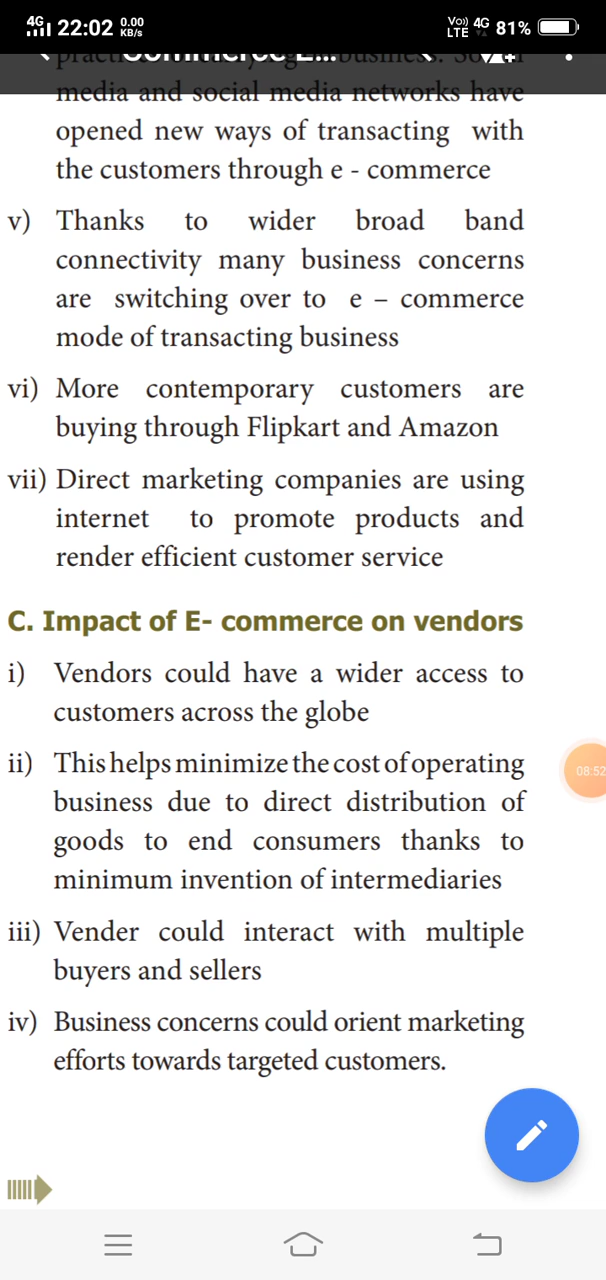 4G 22:02 0.00 KB/s Vo) LTE 4G 81%
media and social media networks have
opened new ways of transacting with
the customers through e - commerce
v) Thanks to wider broad band
connectivity many business concerns
are switching over to e – commerce
mode of transacting business
vi) More contemporary customers are
buying through Flipkart and Amazon
vii) Direct marketing companies are using
internet to promote products and
render efficient customer service
C. Impact of E- commerce on vendors
i) Vendors could have a wider access to
customers across the globe
ii) This helps minimize the cost of operating
08:52
business due to direct distribution of
goods to end consumers thanks to
minimum invention of intermediaries
iii) Vender could interact with multiple
buyers and sellers
iv) Business concerns could orient marketing
efforts towards targeted customers.